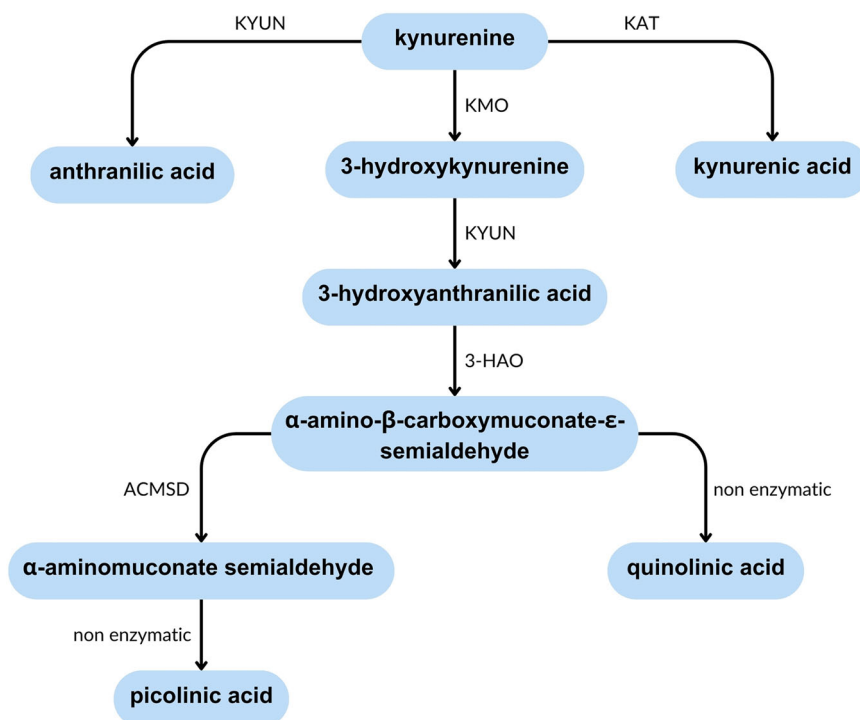 KYUN
kynurenine
KAT
KMO
anthranilic acid
3-hydroxykynurenine
kynurenic acid
KYUN
3-hydroxyanthranilic acid
3-HAO
α-amino-β-carboxymuconate-ε-
semialdehyde
ACMSD
non enzymatic
α-aminomuconate semialdehyde
quinolinic acid
non enzymatic
picolinic acid